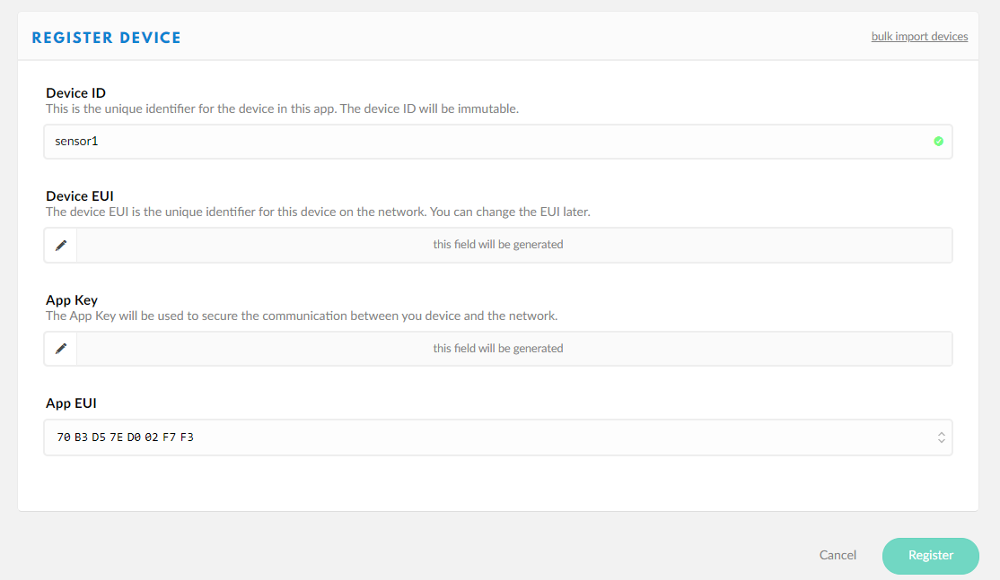 REGISTER DEVICE
bulk import devices
Device ID
This is the unique identifier for the device in this app. The device ID will be immutable.
sensor1
Device EUI
The device EUI is the unique identifier for this device on the network. You can change the EUI later.
this field will be generated
App Key
The App Key will be used to secure the communication between you device and the network.
this field will be generated
App EUI
70 B3 D5 7E D0 02 F7 F3
Cancel
Register